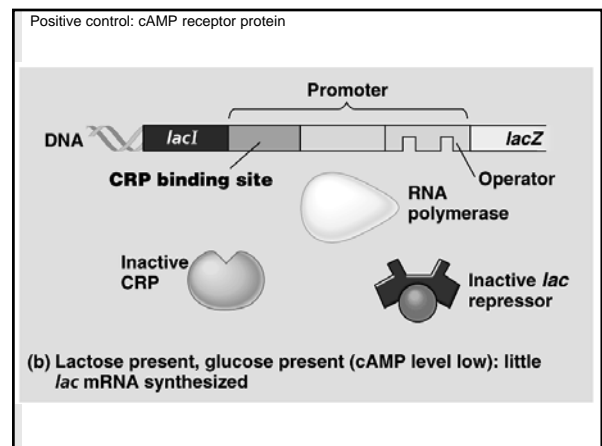 Positive control: cAMP receptor protein
Promoter
DNA
lacI
lacZ
CRP binding site
Operator
RNA
polymerase
Inactive
CRP
Inactive lac
repressor
(b) Lactose present, glucose present (cAMP level low): little
lac mRNA synthesized